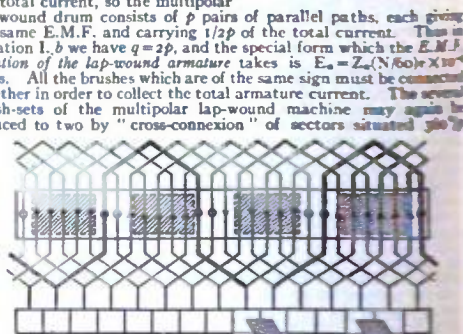 total current, so the multipolar
wound drum consists of p pairs of parallel paths, each giving
same E.M.F. and carrying 1/2p of the total current. Thus in
ation I. b we have q=2p, and the special form which the E.M.F.
tion of the lap-wound armature takes is Eₐ=Zₐ(N/60)τ×10⁻⁸
s. All the brushes which are of the same sign must be connected
ther in order to collect the total armature current. The several
sh-sets of the multipolar lap-wound machine may again be
uced to two by "cross-connexion" of sectors situated